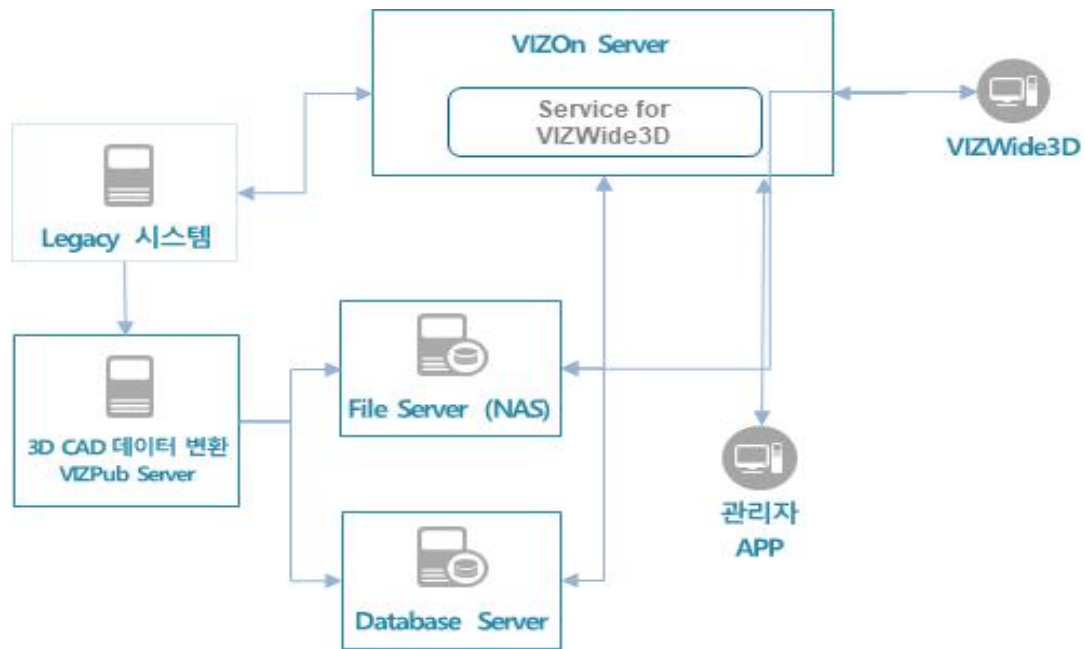 VIZOn Server
Service for
VIZWide3D
VIZWide3D
Legacy 시스템
File Server (NAS)
3D CAD 데이터 변환
VIZPub Server
관리자
APP
Database Server